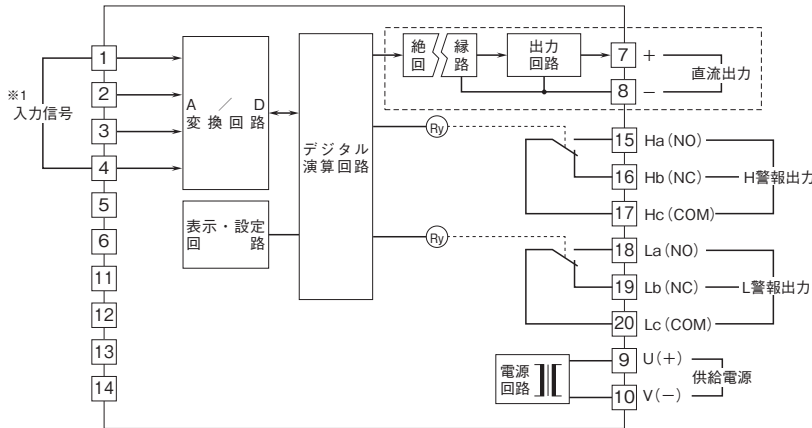 ※1
入力信号
1
2
3
4
5
6
11
12
13
14
A ／ D
変換回路
表示・設定
回 路
デジタル
演算回路
絶 縁
回 路
出力
回路
7 +
8 −
直流出力
Ry
15 Ha(NO)
16 Hb(NC)
17 Hc(COM)
H警報出力
Ry
18 La(NO)
19 Lb(NC)
20 Lc(COM)
L警報出力
電源
回路
9 U(+)
10 V(−)
供給電源